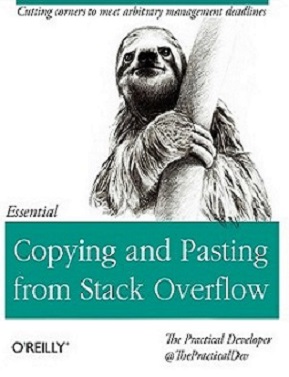 Cutting corners to meet arbitrary management deadlines
Essential
Copying and Pasting
from Stack Overflow
O'REILLY®
The Practical Developer
@ThePracticalDev